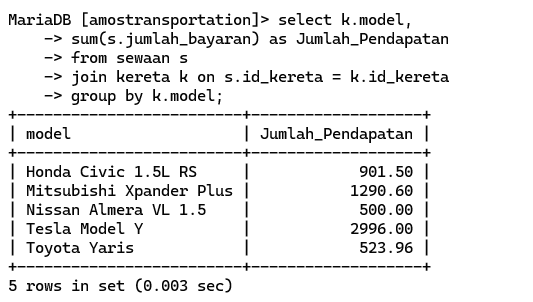 MariaDB [amostransportation]> select k.model,
    -> sum(s.jumlah_bayaran) as Jumlah_Pendapatan
    -> from sewaan s
    -> join kereta k on s.id_kereta = k.id_kereta
    -> group by k.model;
+------------------------+-------------------+
| model                  | Jumlah_Pendapatan |
+------------------------+-------------------+
| Honda Civic 1.5L RS    |            901.50 |
| Mitsubishi Xpander Plus |           1290.60 |
| Nissan Almera VL 1.5   |            500.00 |
| Tesla Model Y          |           2996.00 |
| Toyota Yaris           |            523.96 |
+------------------------+-------------------+
5 rows in set (0.003 sec)